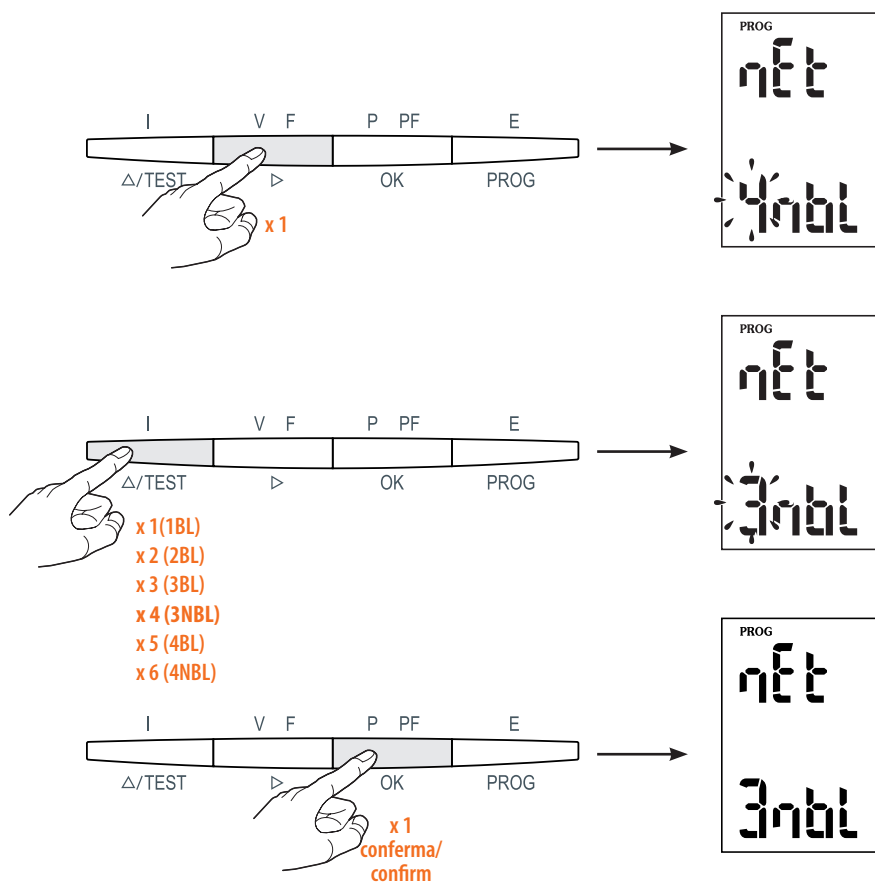 PROG
nEt
I V F P PF E
△/TEST ▷ OK PROG
x 1
4nbL
PROG
nEt
I V F P PF E
△/TEST ▷ OK PROG
3nbL
x 1(1BL)
x 2 (2BL)
x 3 (3BL)
x 4 (3NBL)
x 5 (4BL)
x 6 (4NBL)
PROG
nEt
I V F P PF E
△/TEST ▷ OK PROG
3nbL
x 1
conferma/
confirm